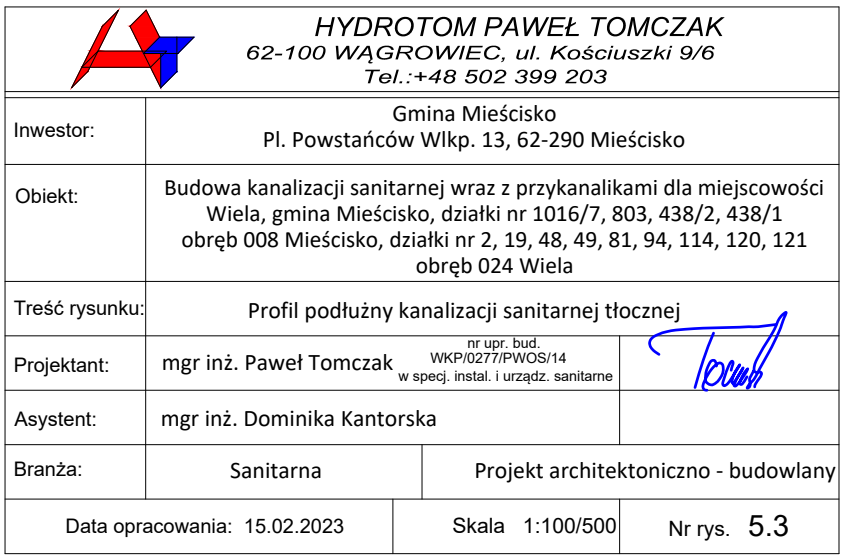 HYDROTOM PAWEŁ TOMCZAK
62-100 WĄGROWIEC, ul. Kościuszki 9/6
Tel.:+48 502 399 203
Inwestor:
Gmina Mieścisko
Pl. Powstańców Wlkp. 13, 62-290 Mieścisko
Obiekt:
Budowa kanalizacji sanitarnej wraz z przykanalikami dla miejscowości
Wiela, gmina Mieścisko, działki nr 1016/7, 803, 438/2, 438/1
obręb 008 Mieścisko, działki nr 2, 19, 48, 49, 81, 94, 114, 120, 121
obręb 024 Wiela
Treść rysunku: Profil podłużny kanalizacji sanitarnej tłocznej
Projektant: mgr inż. Paweł Tomczak
nr upr. bud.
WKP/0277/PWOS/14
w specj. instal. i urządz. sanitarne
Asystent: mgr inż. Dominika Kantorska
Branża: Sanitarna Projekt architektoniczno - budowlany
Data opracowania: 15.02.2023 Skala 1:100/500 Nr rys. 5.3